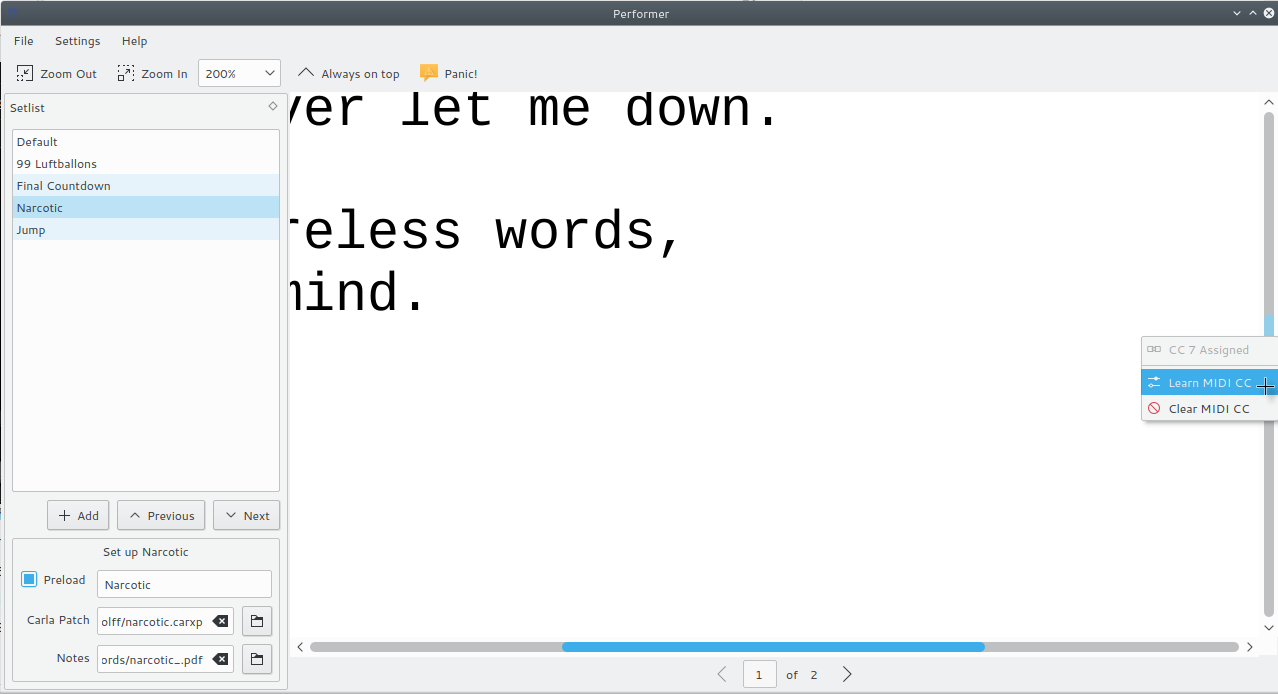 Performer
File Settings Help
Zoom Out Zoom In 200% Always on top Panic!
Setlist
Default
99 Luftballons
Final Countdown
Narcotic
Jump
Add Previous Next
Set up Narcotic
Preload Narcotic
Carla Patch olff/narcotic.carxp
Notes ords/narcotic_.pdf
ver let me down.
reless words,
mind.
CC 7 Assigned
Learn MIDI CC
Clear MIDI CC
1 of 2